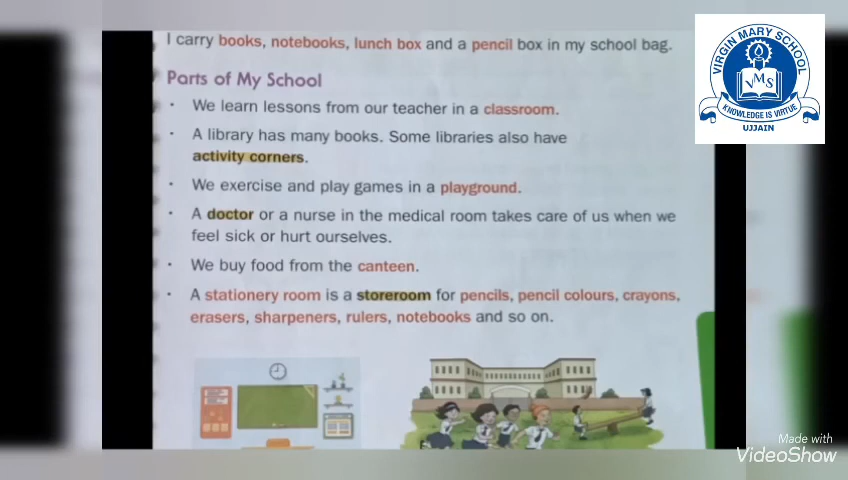 I carry books, notebooks, lunch box and a pencil box in my school bag.
Parts of My School
• We learn lessons from our teacher in a classroom.
• A library has many books. Some libraries also have
activity corners.
• We exercise and play games in a playground.
• A doctor or a nurse in the medical room takes care of us when we
feel sick or hurt ourselves.
• We buy food from the canteen.
• A stationery room is a storeroom for pencils, pencil colours, crayons,
erasers, sharpeners, rulers, notebooks and so on.
VIRGIN MARY SCHOOL
VMS
KNOWLEDGE IS VIRTUE
UJJAIN
Made with
VideoShow